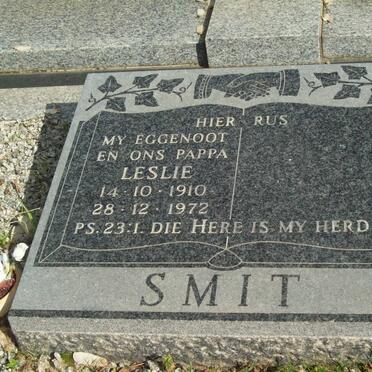 HIER RUS
MY EGGENOOT
EN ONS PAPPA
LESLIE
14·10·1910
28·12·1972
PS. 23:1. DIE HERE IS MY HERD
SMIT